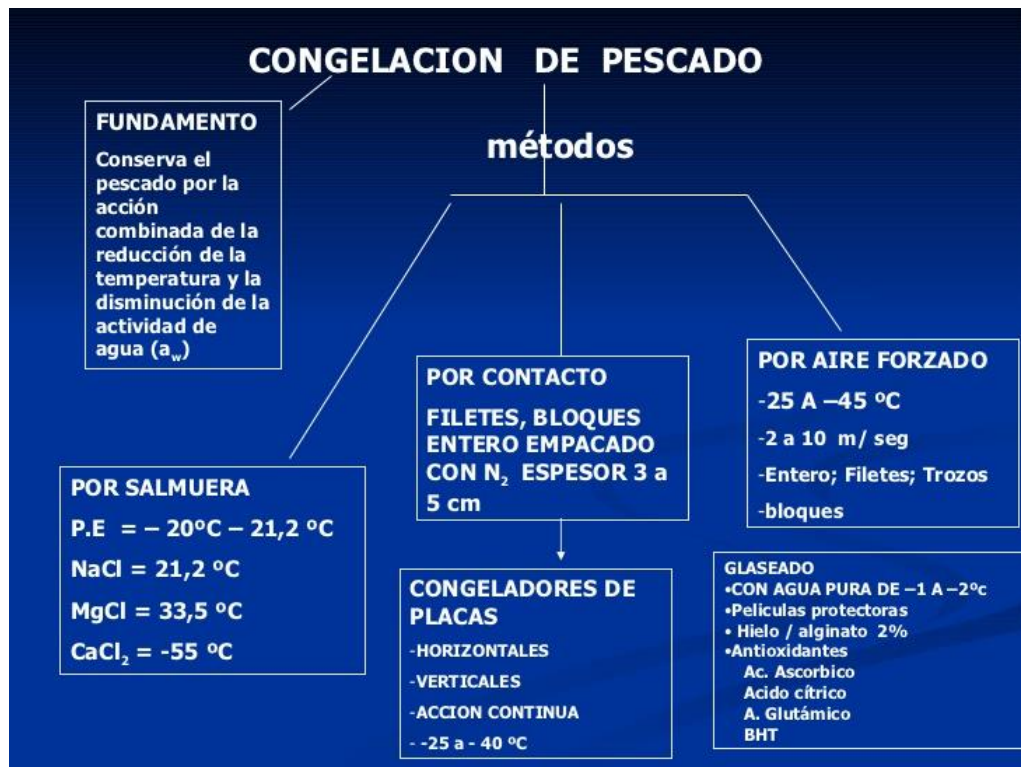 CONGELACION DE PESCADO
métodos
FUNDAMENTO
Conserva el
pescado por la
acción
combinada de la
reducción de la
temperatura y la
disminución de la
actividad de
agua (aw)
POR SALMUERA
P.E = – 20ºC – 21,2 ºC
NaCl = 21,2 ºC
MgCl = 33,5 ºC
CaCl2 = -55 ºC
POR CONTACTO
FILETES, BLOQUES
ENTERO EMPACADO
CON N2 ESPESOR 3 a
5 cm
CONGELADORES DE
PLACAS
-HORIZONTALES
-VERTICALES
-ACCION CONTINUA
- -25 a - 40 ºC
POR AIRE FORZADO
-25 A –45 ºC
-2 a 10 m/ seg
-Entero; Filetes; Trozos
-bloques
GLASEADO
•CON AGUA PURA DE –1 A –2ºc
•Peliculas protectoras
• Hielo / alginato 2%
•Antioxidantes
Ac. Ascorbico
Acido cítrico
A. Glutámico
BHT